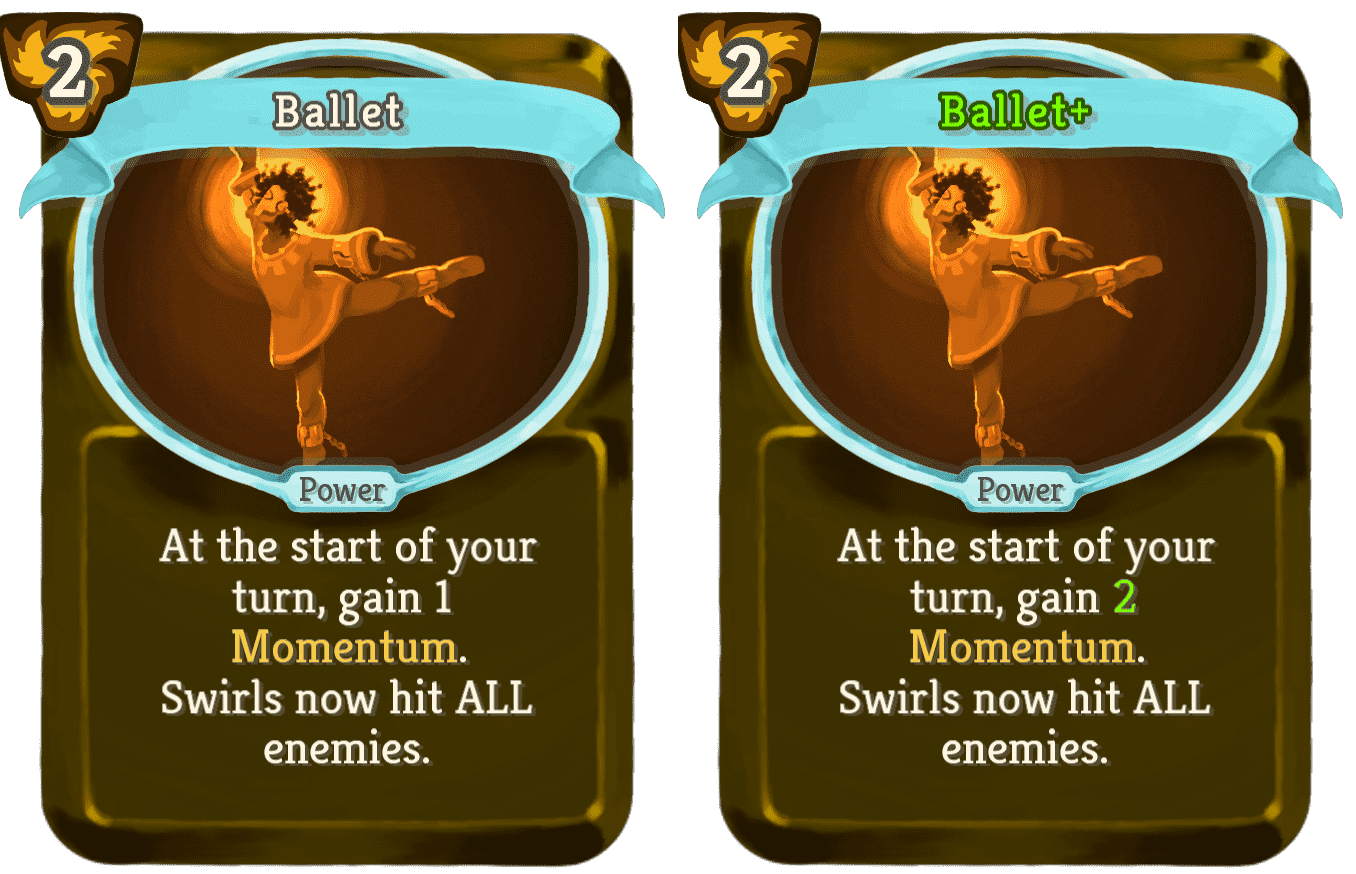 2
Ballet
Power
At the start of your
turn, gain 1
Momentum.
Swirls now hit ALL
enemies.
2
Ballet+
Power
At the start of your
turn, gain 2
Momentum.
Swirls now hit ALL
enemies.